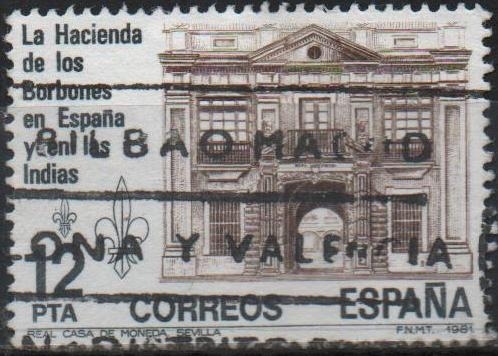 La Hacienda
de los
Borbones
en España
y en las
Indias
BILBAO MADRID
ONA Y VALENCIA
12
PTA
CORREOS ESPAÑA
REAL CASA DE MONEDA. SEVILLA
F.N.M.T. 1981